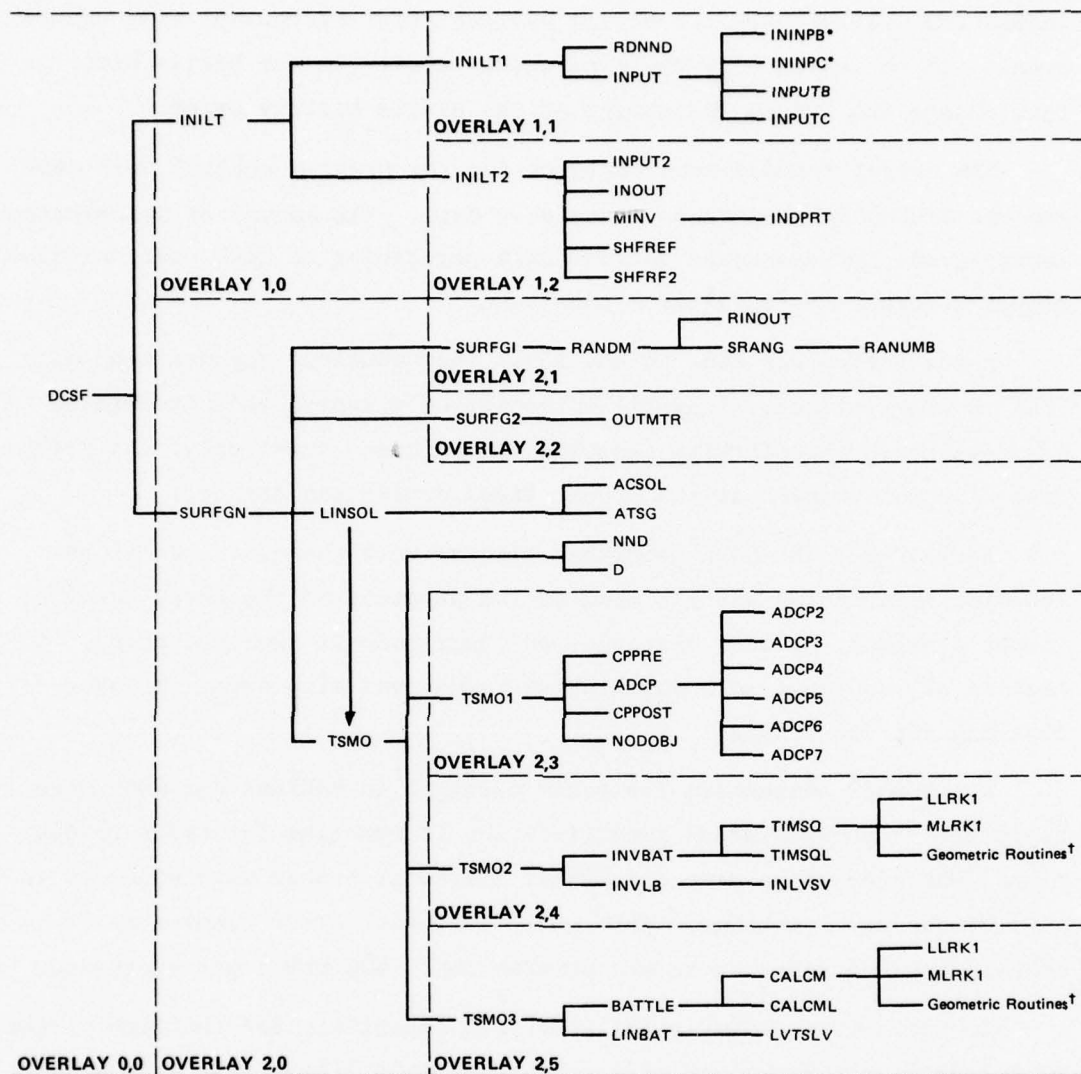 ININPB*
RDNND
ININPC*
INILT1
INPUT
INPUTB
INPUTC
INILT
OVERLAY 1,1
INPUT2
INILT2
INOUT
MINV
INDPRT
SHFREF
SHFRF2
OVERLAY 1,0
OVERLAY 1,2
RINOUT
SURFGI
RANDM
SRANG
RANUMB
OVERLAY 2,1
DCSF
SURFG2
OUTMTR
OVERLAY 2,2
ACSOL
SURFGN
LINSOL
ATSG
NND
D
ADCP2
ADCP3
CPPRE
ADCP4
ADCP
TSMO1
ADCP5
CPPOST
ADCP6
TSMO
NODOBJ
ADCP7
OVERLAY 2,3
LLRK1
TIMSQ
MLRK1
TSMO2
INVBAT
TIMSQL
Geometric Routines†
INVLB
INLVSV
OVERLAY 2,4
LLRK1
CALCM
MLRK1
BATTLE
CALCML
Geometric Routines†
TSMO3
LINBAT
LVTSLV
OVERLAY 0,0
OVERLAY 2,0
OVERLAY 2,5